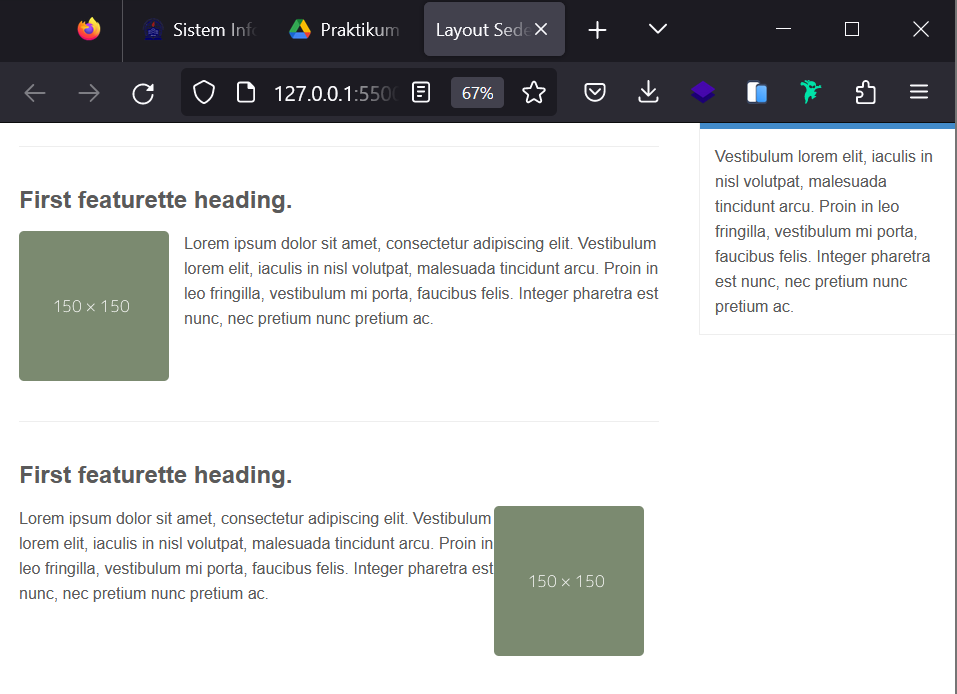 Sistem Info
Praktikum
Layout Sede
127.0.0.1:5500
67%
First featurette heading.
150 × 150
Lorem ipsum dolor sit amet, consectetur adipiscing elit. Vestibulum
lorem elit, iaculis in nisl volutpat, malesuada tincidunt arcu. Proin in
leo fringilla, vestibulum mi porta, faucibus felis. Integer pharetra est
nunc, nec pretium nunc pretium ac.
First featurette heading.
Lorem ipsum dolor sit amet, consectetur adipiscing elit. Vestibulum
lorem elit, iaculis in nisl volutpat, malesuada tincidunt arcu. Proin in
leo fringilla, vestibulum mi porta, faucibus felis. Integer pharetra est
nunc, nec pretium nunc pretium ac.
150 × 150
Vestibulum lorem elit, iaculis in
nisl volutpat, malesuada
tincidunt arcu. Proin in leo
fringilla, vestibulum mi porta,
faucibus felis. Integer pharetra
est nunc, nec pretium nunc
pretium ac.